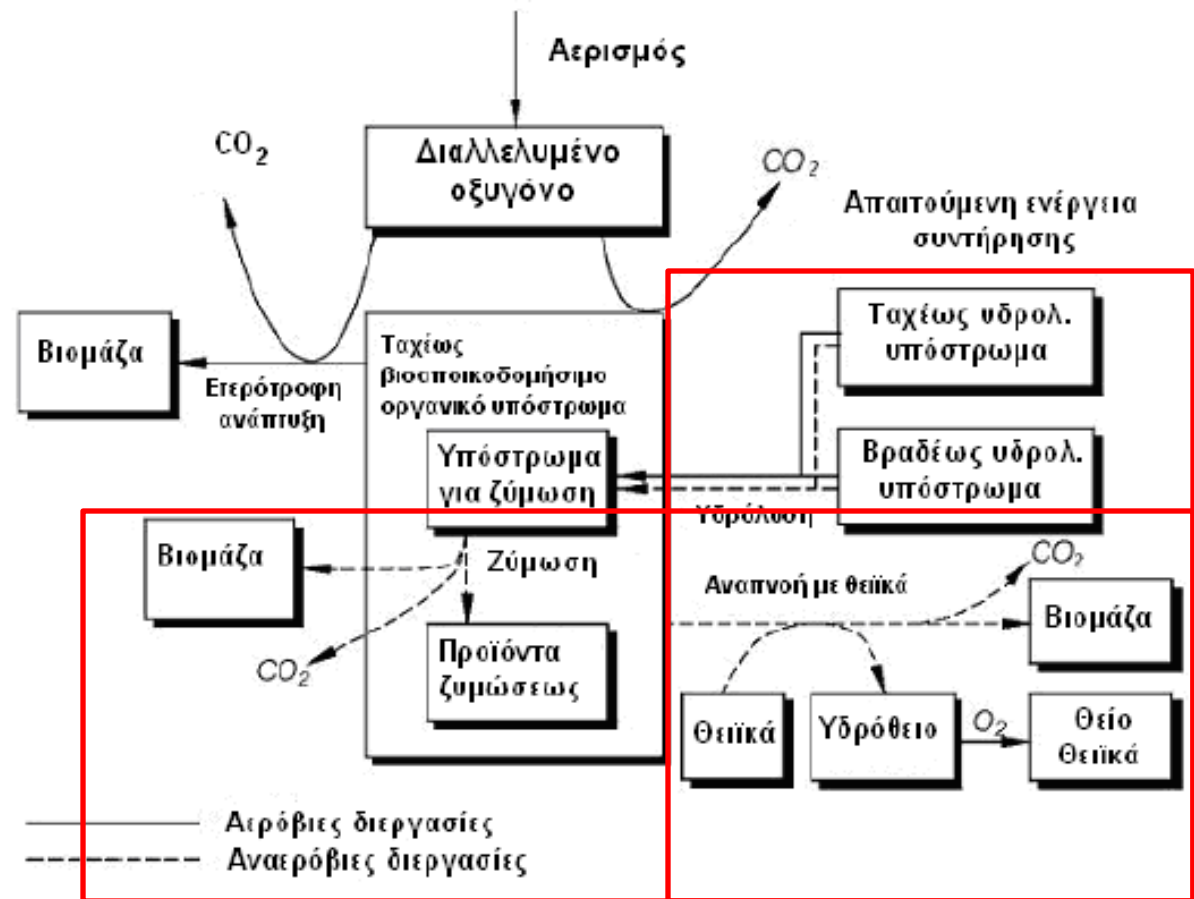 Αερισμός
CO2
Διαλλελυμένο
οξυγόνο
CO2
Απαιτούμενη ενέργεια
συντήρησης
Βιομάζα
Ετερότροφη
ανάπτυξη
Ταχέως
βιοαποικοδομήσιμο
οργανικό υπόστρωμα
Ταχέως υδρολ.
υπόστρωμα
Υπόστρωμα
για ζύμωση
Βραδέως υδρολ.
υπόστρωμα
Υδρόλυση
Βιομάζα
Ζύμωση
CO2
Προϊόντα
ζυμώσεως
Αναπνοή με θειϊκά
CO2
Βιομάζα
Θειϊκά
Υδρόθειο
O2
Θείο
Θειϊκά
Αερόβιες διεργασίες
Αναερόβιες διεργασίες